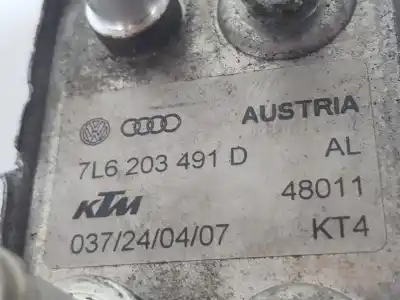 AUSTRIA
7L6 203 491 D AL
KTM 48011
037/24/04/07 KT4